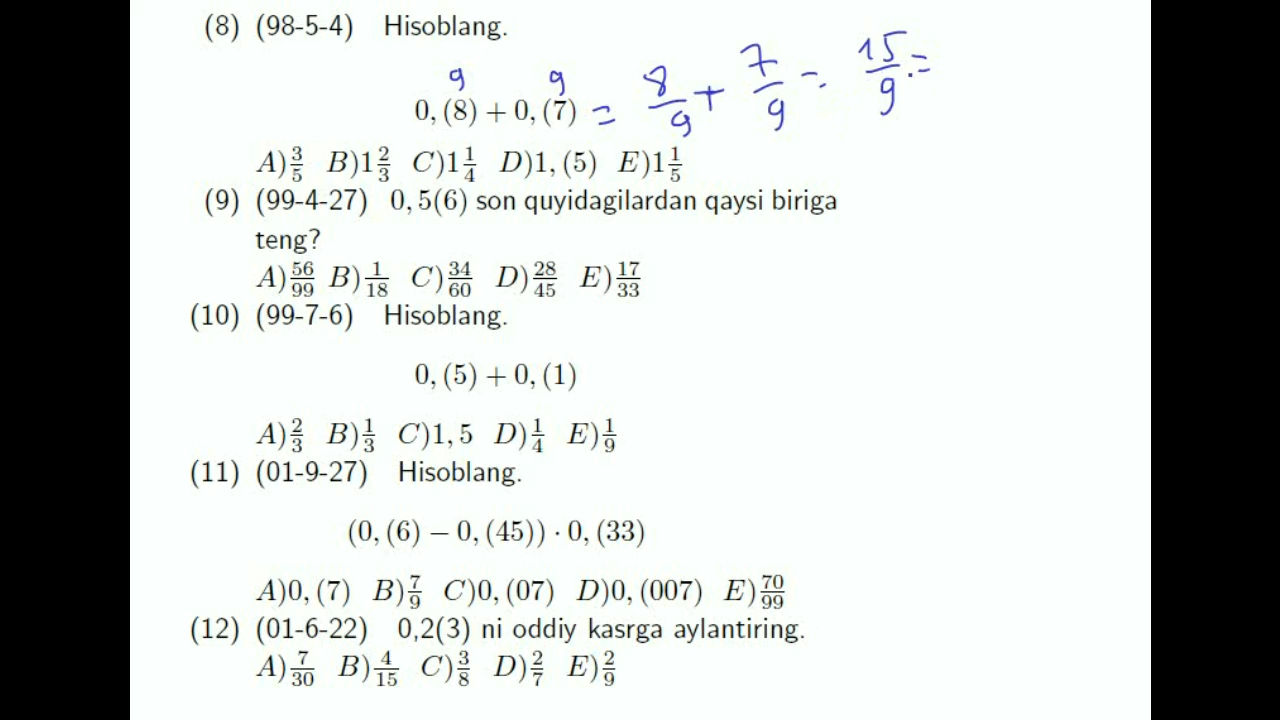 (8) (98-5-4) Hisoblang.
9 9
0, (8) + 0, (7) = 8/9 + 7/9 = 15/9 =
A) 3/5 B) 1 2/3 C) 1 1/4 D) 1, (5) E) 1 1/5
(9) (99-4-27) 0, 5(6) son quyidagilardan qaysi biriga
teng?
A) 56/99 B) 1/18 C) 34/60 D) 28/45 E) 17/33
(10) (99-7-6) Hisoblang.
0, (5) + 0, (1)
A) 2/3 B) 1/3 C) 1, 5 D) 1/4 E) 1/9
(11) (01-9-27) Hisoblang.
(0, (6) − 0, (45)) · 0, (33)
A) 0, (7) B) 7/9 C) 0, (07) D) 0, (007) E) 70/99
(12) (01-6-22) 0,2(3) ni oddiy kasrga aylantiring.
A) 7/30 B) 4/15 C) 3/8 D) 2/7 E) 2/9